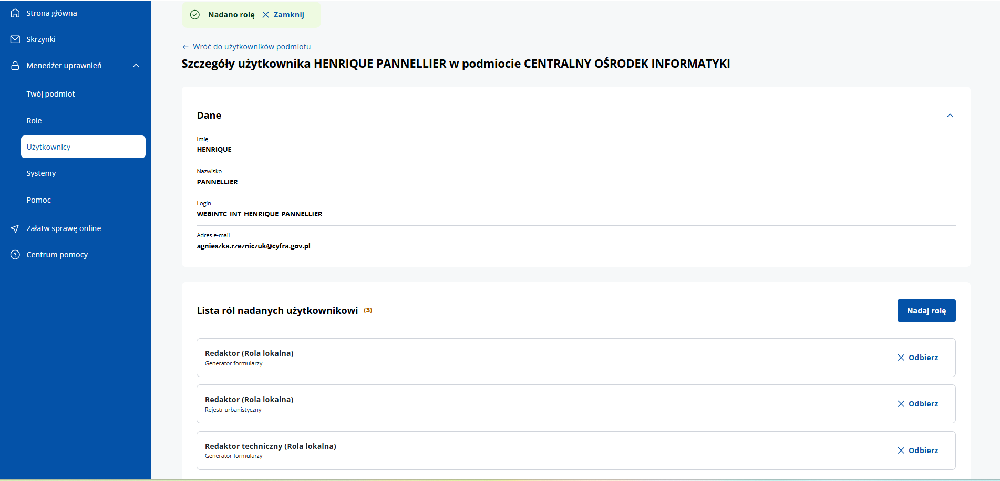 Strona główna
Skrzynki
Menedżer uprawnień
Twój podmiot
Role
Użytkownicy
Systemy
Pomoc
Załatw sprawę online
Centrum pomocy
Nadano rolę Zamknij
Wróć do użytkowników podmiotu
Szczegóły użytkownika HENRIQUE PANNELLIER w podmiocie CENTRALNY OŚRODEK INFORMATYKI
Dane
Imię
HENRIQUE
Nazwisko
PANNELLIER
Login
WEBINTC_INT_HENRIQUE_PANNELLIER
Adres e-mail
agnieszka.rzezniczuk@cyfra.gov.pl
Lista ról nadanych użytkownikowi (3)
Nadaj rolę
Redaktor (Rola lokalna)
Generator formularzy
Odbierz
Redaktor (Rola lokalna)
Rejestr urbanistyczny
Odbierz
Redaktor techniczny (Rola lokalna)
Generator formularzy
Odbierz